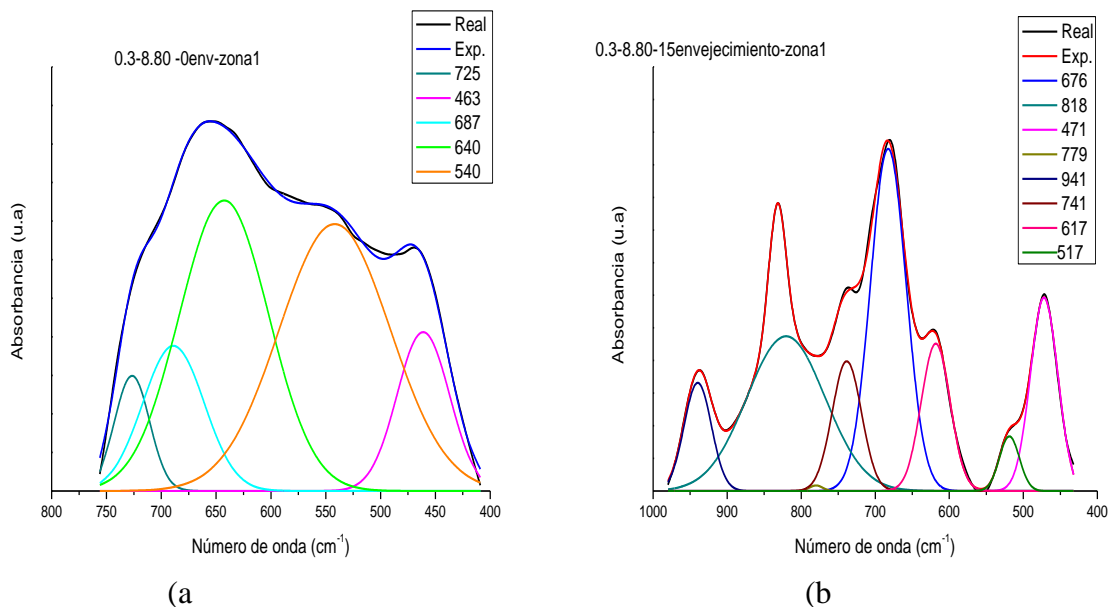 0.3-8.80 -0env-zona1
Real
Exp.
725
463
687
640
540
Absorbancia (u.a)
800
750
700
650
600
550
500
450
400
Número de onda (cm-1)
(a
0.3-8.80-15envejecimiento-zona1
Real
Exp.
676
818
471
779
941
741
617
517
Absorbancia (u.a)
1000
900
800
700
600
500
400
Número de onda (cm-1)
(b